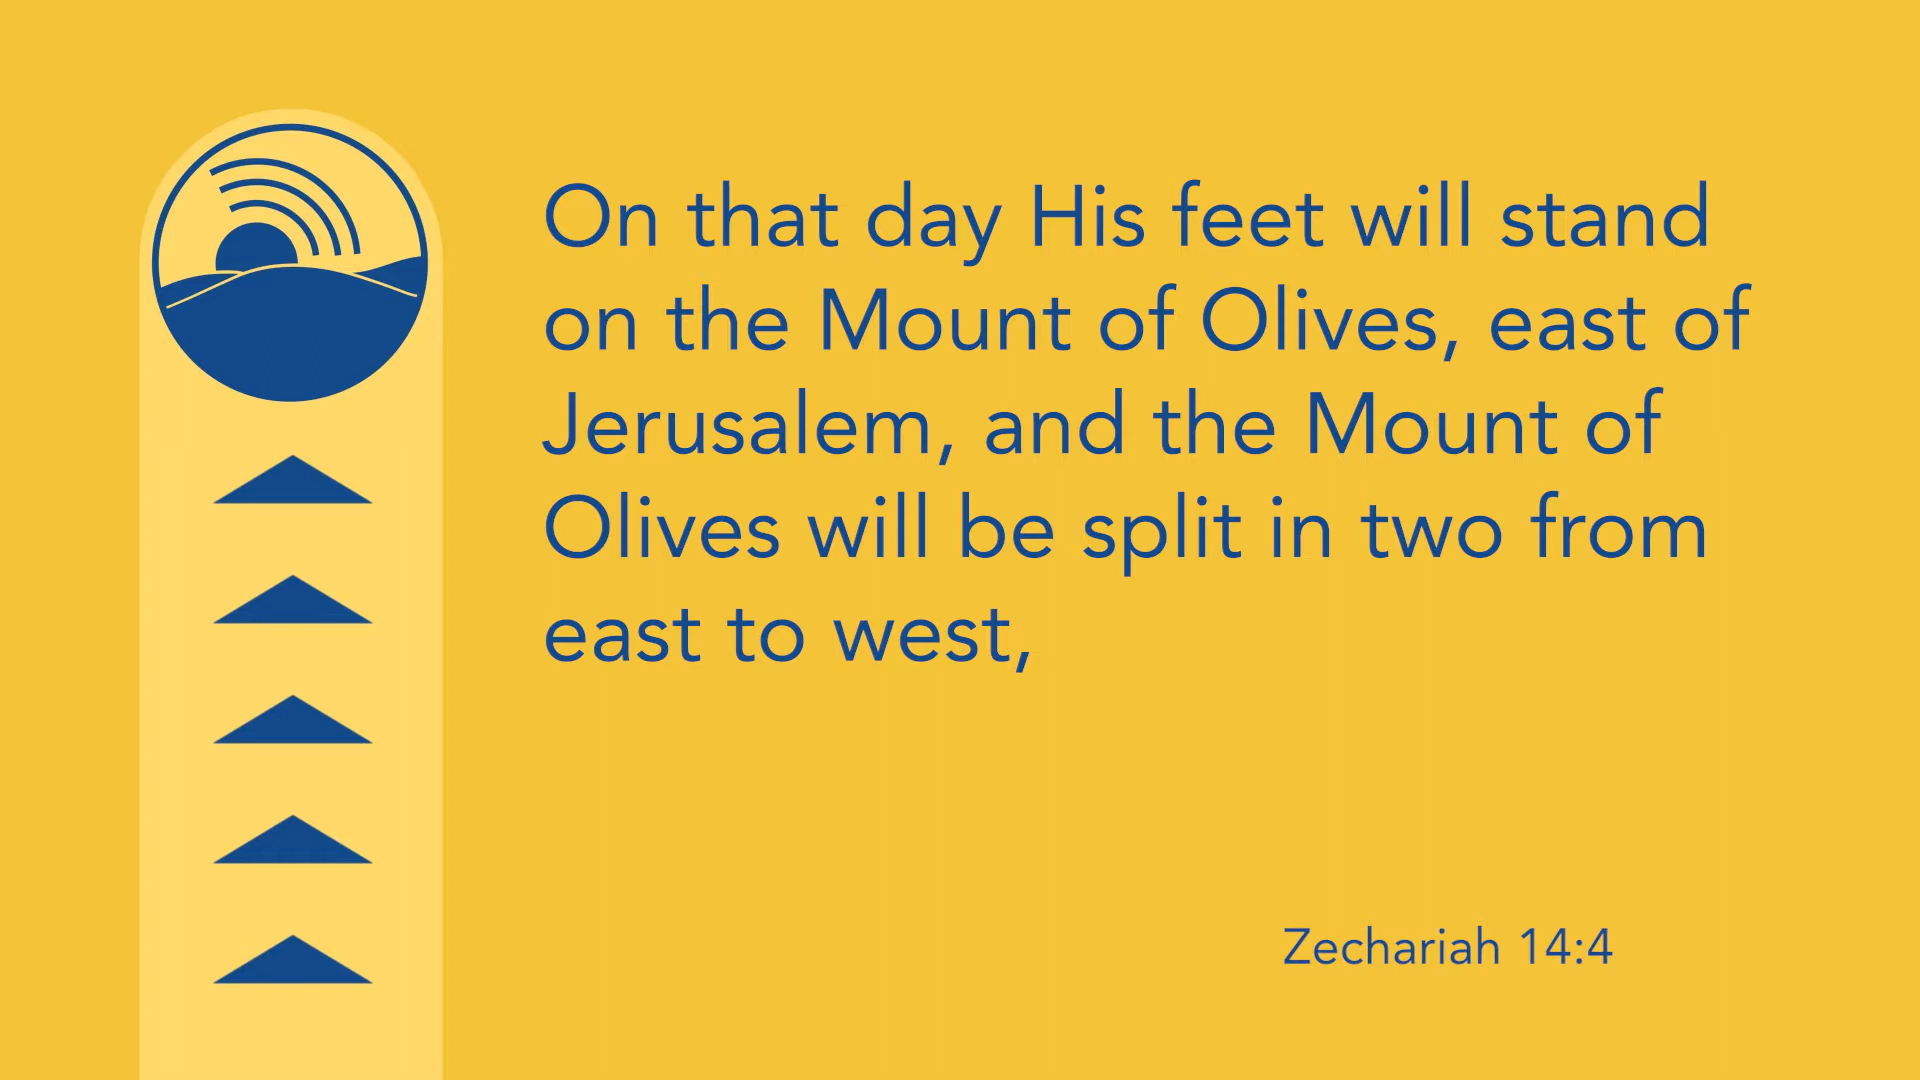 On that day His feet will stand
on the Mount of Olives, east of
Jerusalem, and the Mount of
Olives will be split in two from
east to west,
Zechariah 14:4